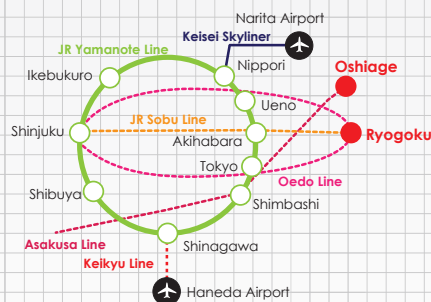 Narita Airport
Keisei Skyliner
JR Yamanote Line
Nippori
Oshiage
Ikebukuro
Ueno
JR Sobu Line
Shinjuku
Akihabara
Ryogoku
Tokyo
Oedo Line
Shibuya
Shimbashi
Asakusa Line
Shinagawa
Keikyu Line
Haneda Airport